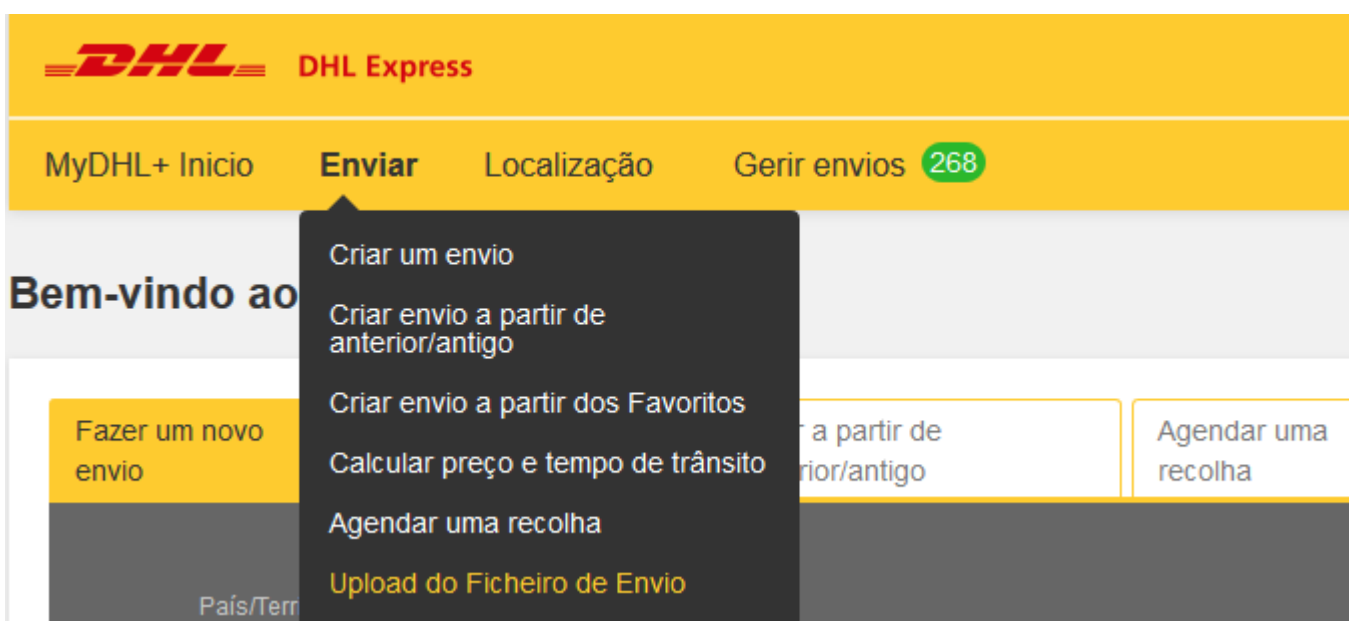 DHL DHL Express
MyDHL+ Inicio Enviar Localização Gerir envios 268
Criar um envio
Bem-vindo ao
Criar envio a partir de
anterior/antigo
Criar envio a partir dos Favoritos
Fazer um novo
envio
a partir de
rior/antigo
Agendar uma
recolha
Calcular preço e tempo de trânsito
Agendar uma recolha
Upload do Ficheiro de Envio
País/Terr